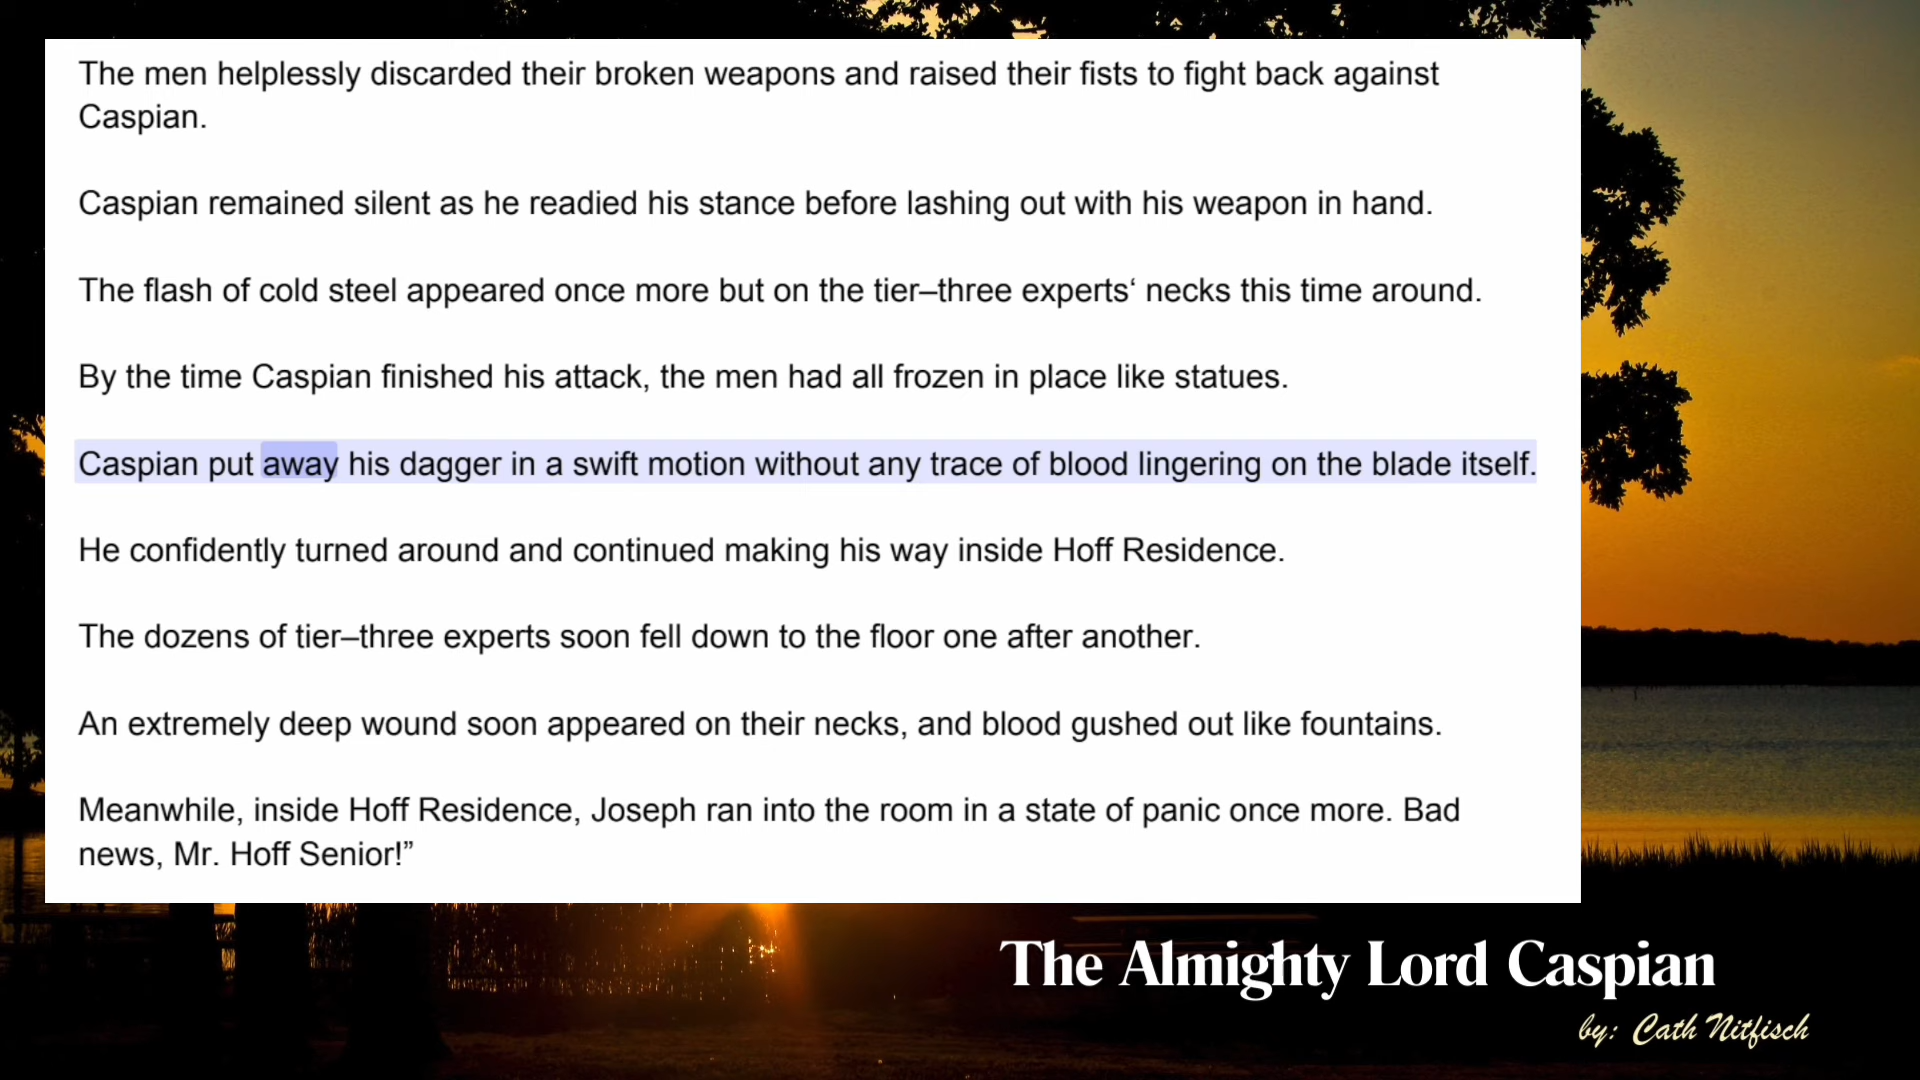 The men helplessly discarded their broken weapons and raised their fists to fight back against
Caspian.
Caspian remained silent as he readied his stance before lashing out with his weapon in hand.
The flash of cold steel appeared once more but on the tier–three experts‘ necks this time around.
By the time Caspian finished his attack, the men had all frozen in place like statues.
Caspian put away his dagger in a swift motion without any trace of blood lingering on the blade itself.
He confidently turned around and continued making his way inside Hoff Residence.
The dozens of tier–three experts soon fell down to the floor one after another.
An extremely deep wound soon appeared on their necks, and blood gushed out like fountains.
Meanwhile, inside Hoff Residence, Joseph ran into the room in a state of panic once more. Bad
news, Mr. Hoff Senior!”
The Almighty Lord Caspian
by: Cath Nitfisch